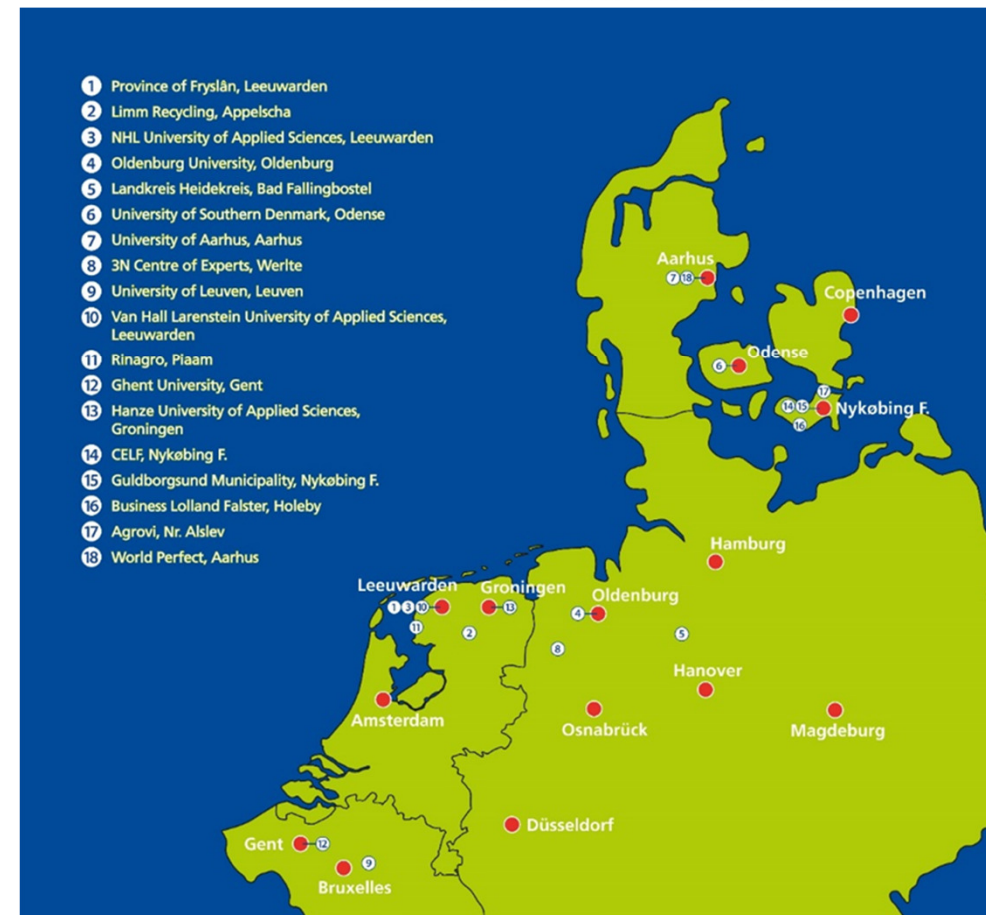 1 Province of Fryslân, Leeuwarden
2 Limm Recycling, Appelscha
3 NHL University of Applied Sciences, Leeuwarden
4 Oldenburg University, Oldenburg
5 Landkreis Heidekreis, Bad Fallingbostel
6 University of Southern Denmark, Odense
7 University of Aarhus, Aarhus
8 3N Centre of Experts, Werlte
9 University of Leuven, Leuven
10 Van Hall Larenstein University of Applied Sciences,
Leeuwarden
11 Rinagro, Piaam
12 Ghent University, Gent
13 Hanze University of Applied Sciences,
Groningen
14 CELF, Nykøbing F.
15 Guldborgsund Municipality, Nykøbing F.
16 Business Lolland Falster, Holeby
17 Agrovi, Nr. Alslev
18 World Perfect, Aarhus
Aarhus
7 18
Copenhagen
Odense
6
17
14 15 Nykøbing F.
16
Hamburg
Leeuwarden Groningen Oldenburg
1 3 10 13 4
11 2 5
8
Hanover
Amsterdam Osnabrück Magdeburg
Düsseldorf
Gent 12
9
Bruxelles